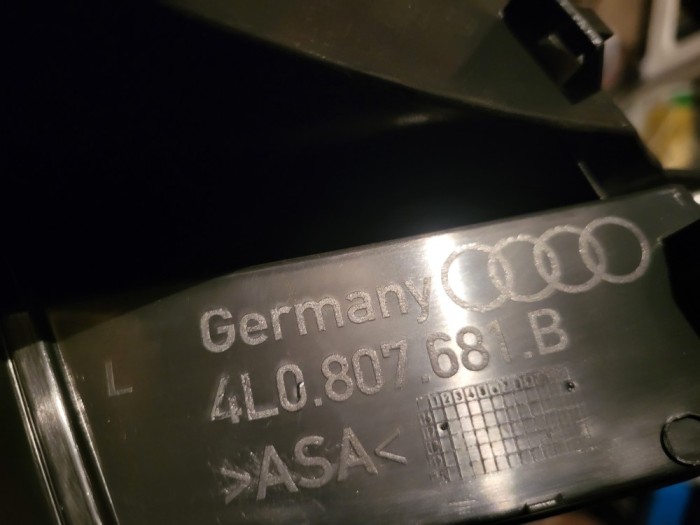 Germany
L
4L0.807.681.B
>ASA<